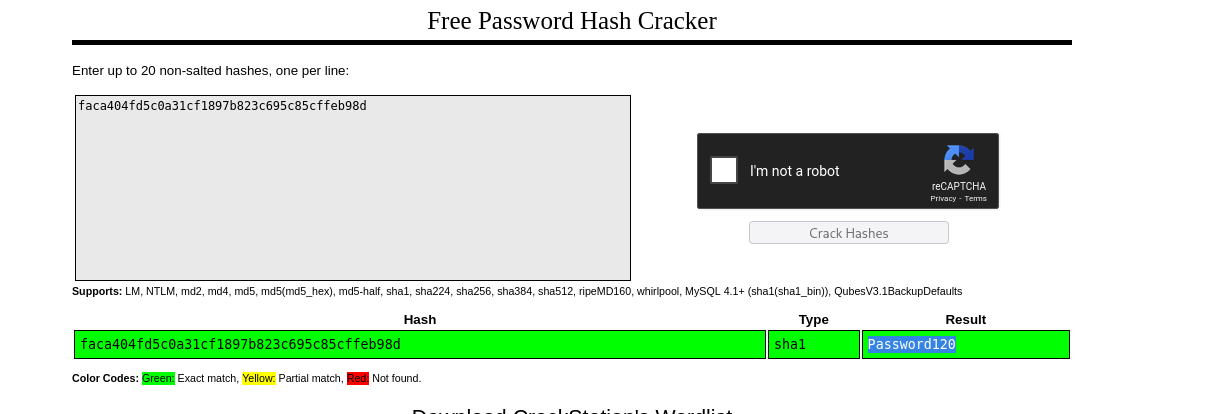 Free Password Hash Cracker
Enter up to 20 non-salted hashes, one per line:
faca404fd5c0a31cf1897b823c695c85cffeb98d
I'm not a robot
reCAPTCHA
Privacy - Terms
Crack Hashes
Supports: LM, NTLM, md2, md4, md5, md5(md5_hex), md5-half, sha1, sha224, sha256, sha384, sha512, ripeMD160, whirlpool, MySQL 4.1+ (sha1(sha1_bin)), QubesV3.1BackupDefaults
Hash Type Result
faca404fd5c0a31cf1897b823c695c85cffeb98d sha1 Password120
Color Codes: Green: Exact match, Yellow: Partial match, Red: Not found.
Download CrackStation's Wordlist